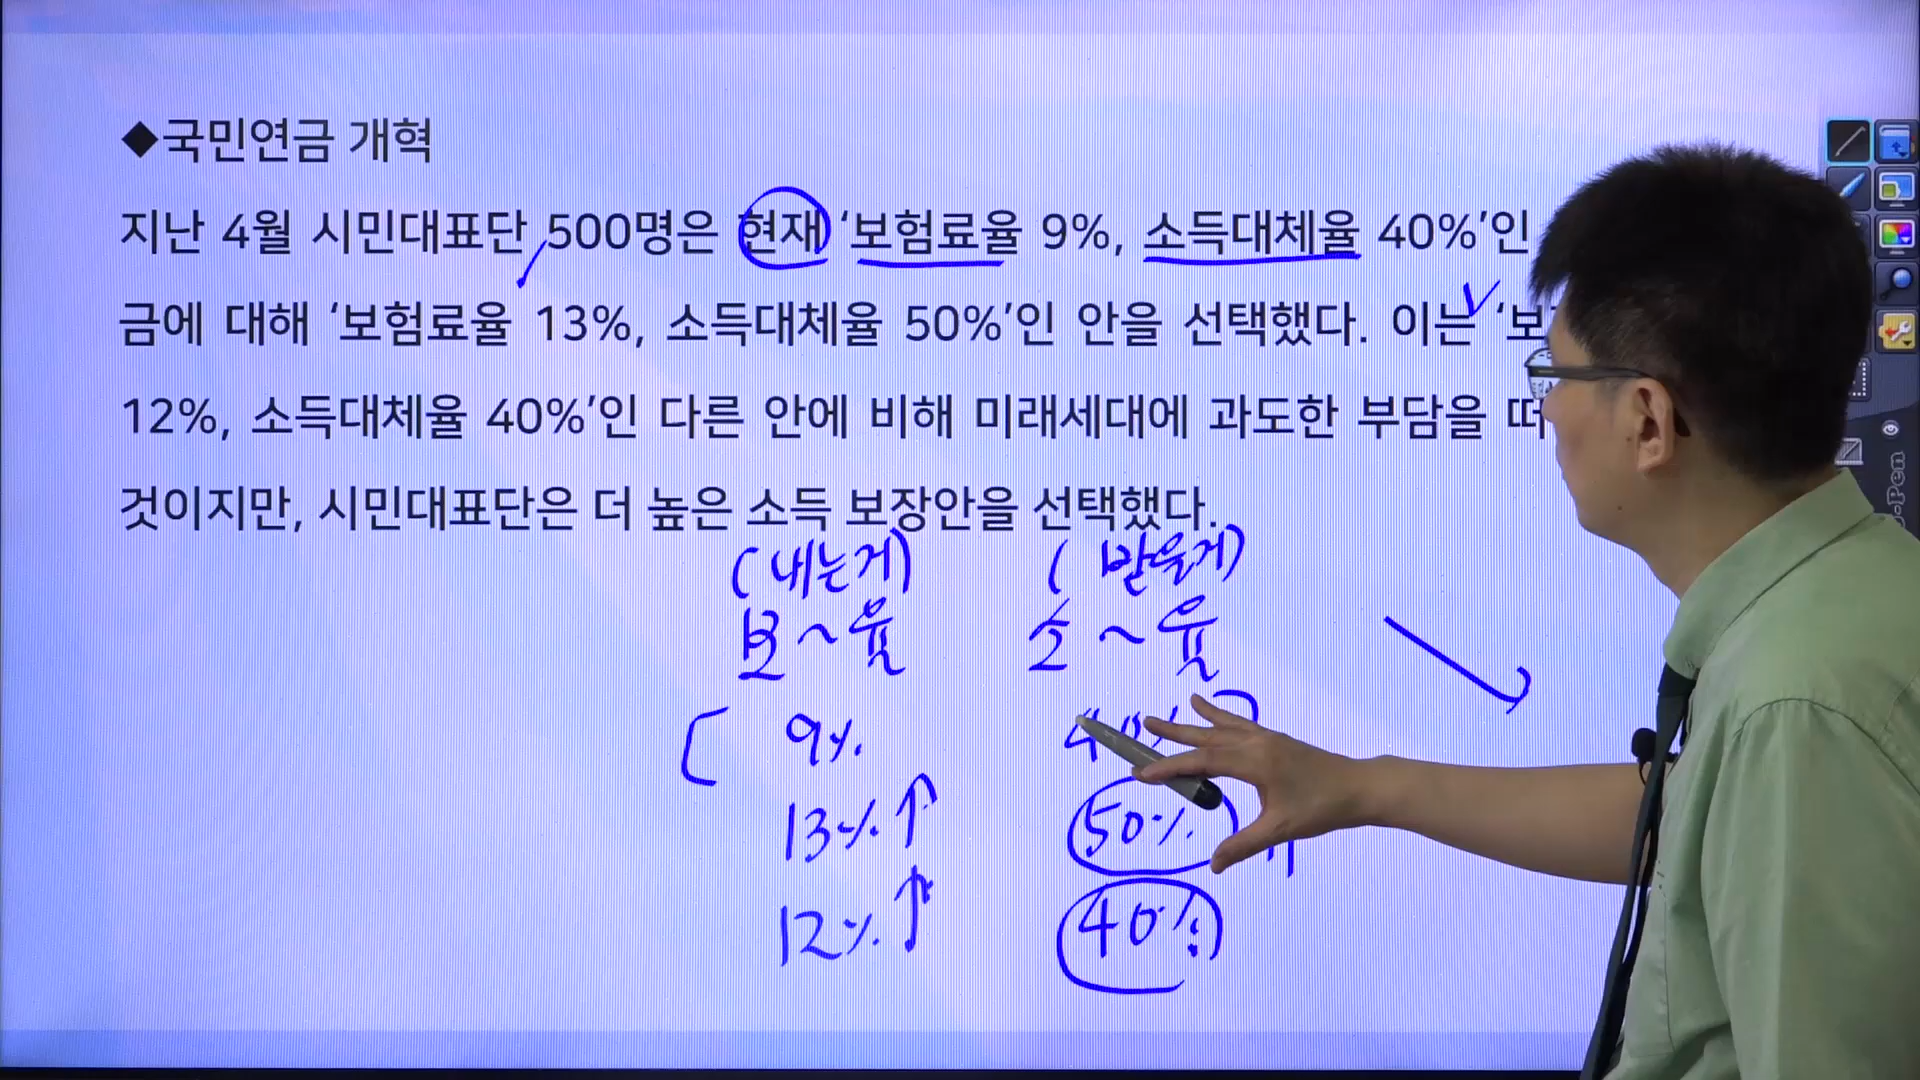 ◆국민연금 개혁
지난 4월 시민대표단 500명은 현재 ‘보험료율 9%, 소득대체율 40%’인
금에 대해 ‘보험료율 13%, 소득대체율 50%’인 안을 선택했다. 이는 ‘보
12%, 소득대체율 40%’인 다른 안에 비해 미래세대에 과도한 부담을 떠
것이지만, 시민대표단은 더 높은 소득 보장안을 선택했다.
(내는게) (받을게)
보~율 소~율
9% 40%
13%↑ 50%
12%↑ 40%